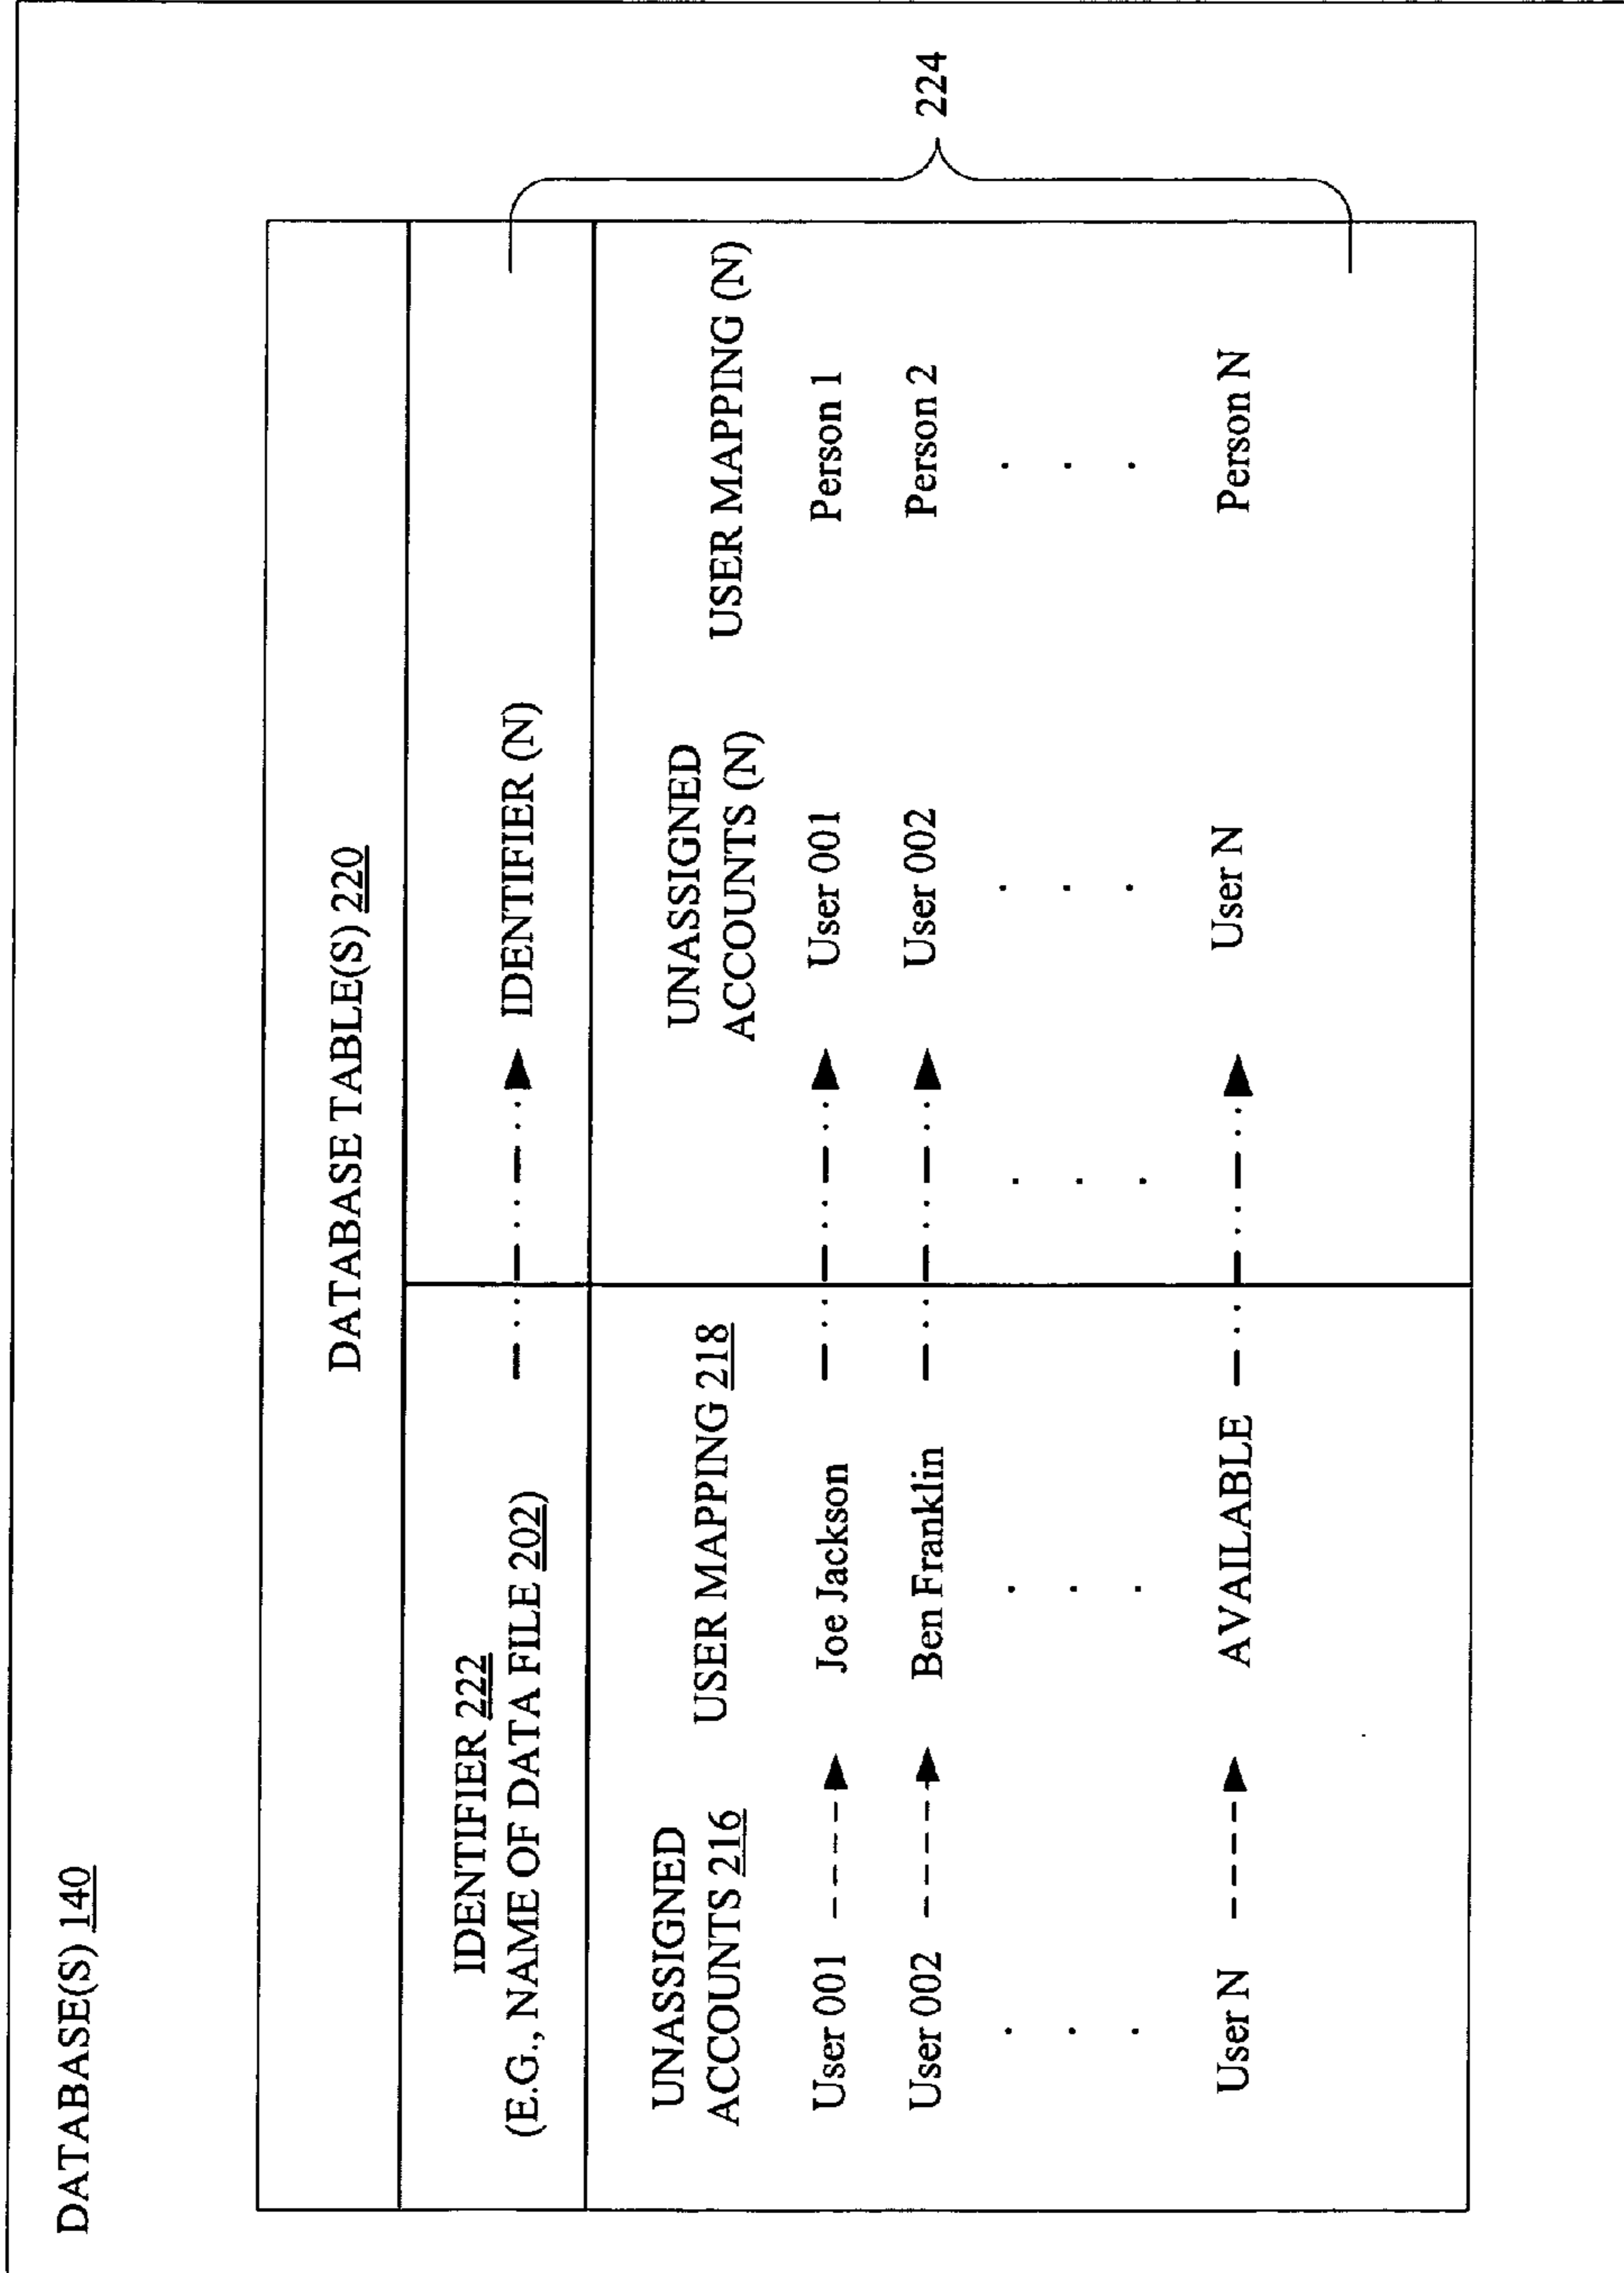 DATABASE(S) 140
DATABASE TABLE(S) 220
IDENTIFIER 222
(E.G., NAME OF DATA FILE 202)
IDENTIFIER (N)
UNASSIGNED
ACCOUNTS 216
USER MAPPING 218
UNASSIGNED
ACCOUNTS (N)
USER MAPPING (N)
User 001 Joe Jackson User 001 Person 1
User 002 Ben Franklin User 002 Person 2
. . . .
. . . .
. . . .
User N AVAILABLE User N Person N
224